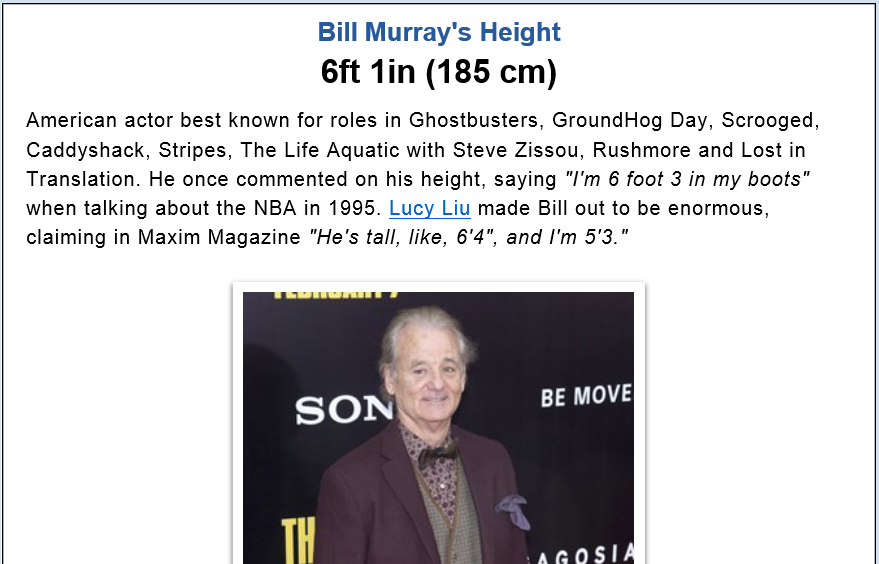 Bill Murray's Height
6ft 1in (185 cm)
American actor best known for roles in Ghostbusters, GroundHog Day, Scrooged,
Caddyshack, Stripes, The Life Aquatic with Steve Zissou, Rushmore and Lost in
Translation. He once commented on his height, saying "I'm 6 foot 3 in my boots"
when talking about the NBA in 1995. Lucy Liu made Bill out to be enormous,
claiming in Maxim Magazine "He's tall, like, 6'4", and I'm 5'3."
FEBRUARY 7
SON
BE MOVE
TH
AGOSIA